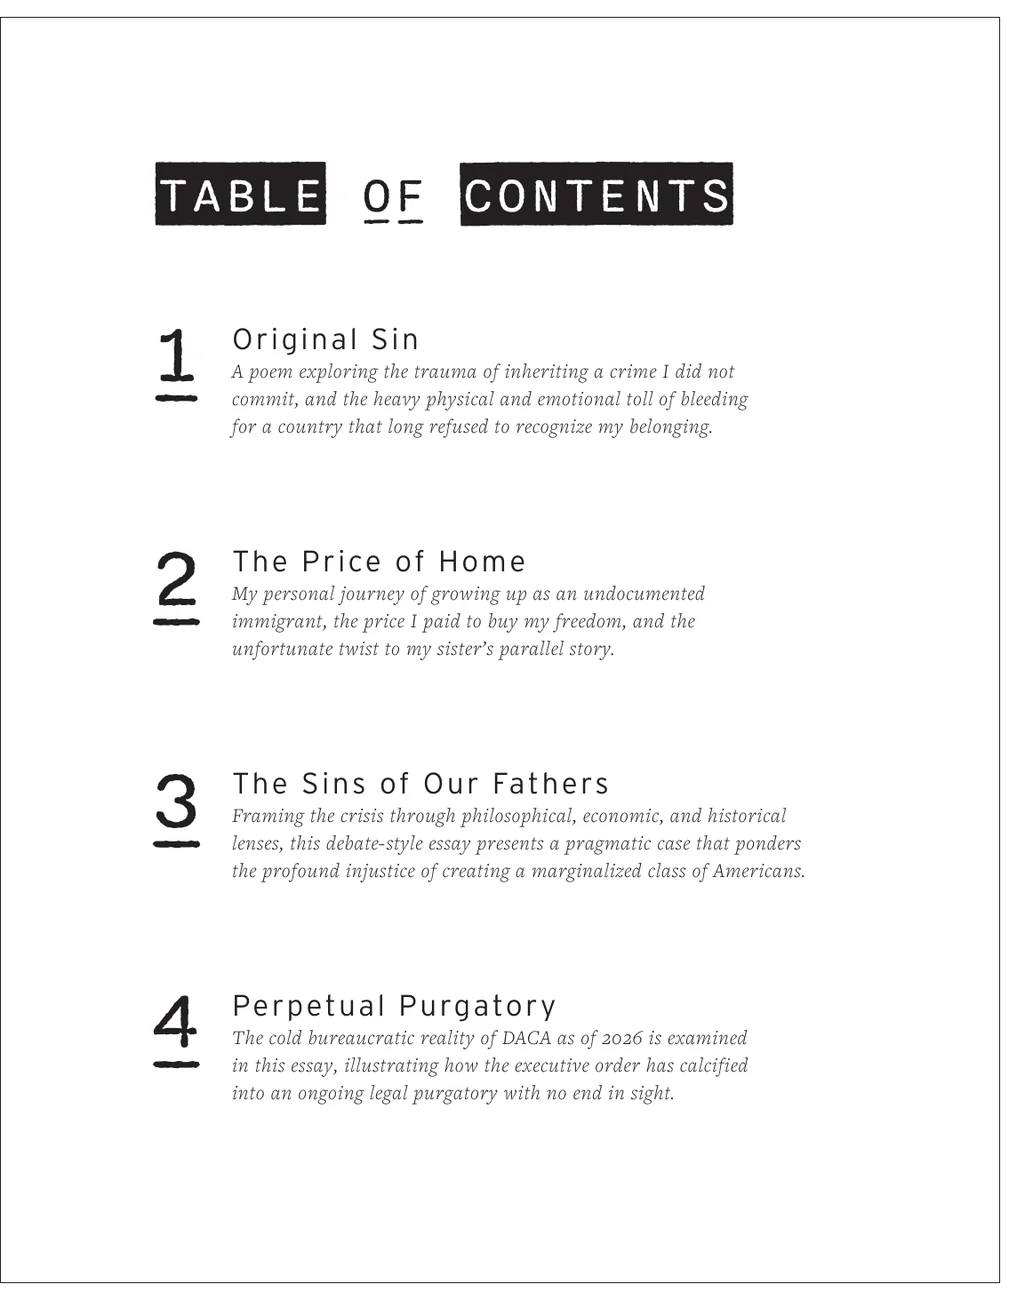 TABLE OF CONTENTS
1
Original Sin
A poem exploring the trauma of inheriting a crime I did not
commit, and the heavy physical and emotional toll of bleeding
for a country that long refused to recognize my belonging.
2
The Price of Home
My personal journey of growing up as an undocumented
immigrant, the price I paid to buy my freedom, and the
unfortunate twist to my sister’s parallel story.
3
The Sins of Our Fathers
Framing the crisis through philosophical, economic, and historical
lenses, this debate-style essay presents a pragmatic case that ponders
the profound injustice of creating a marginalized class of Americans.
4
Perpetual Purgatory
The cold bureaucratic reality of DACA as of 2026 is examined
in this essay, illustrating how the executive order has calcified
into an ongoing legal purgatory with no end in sight.